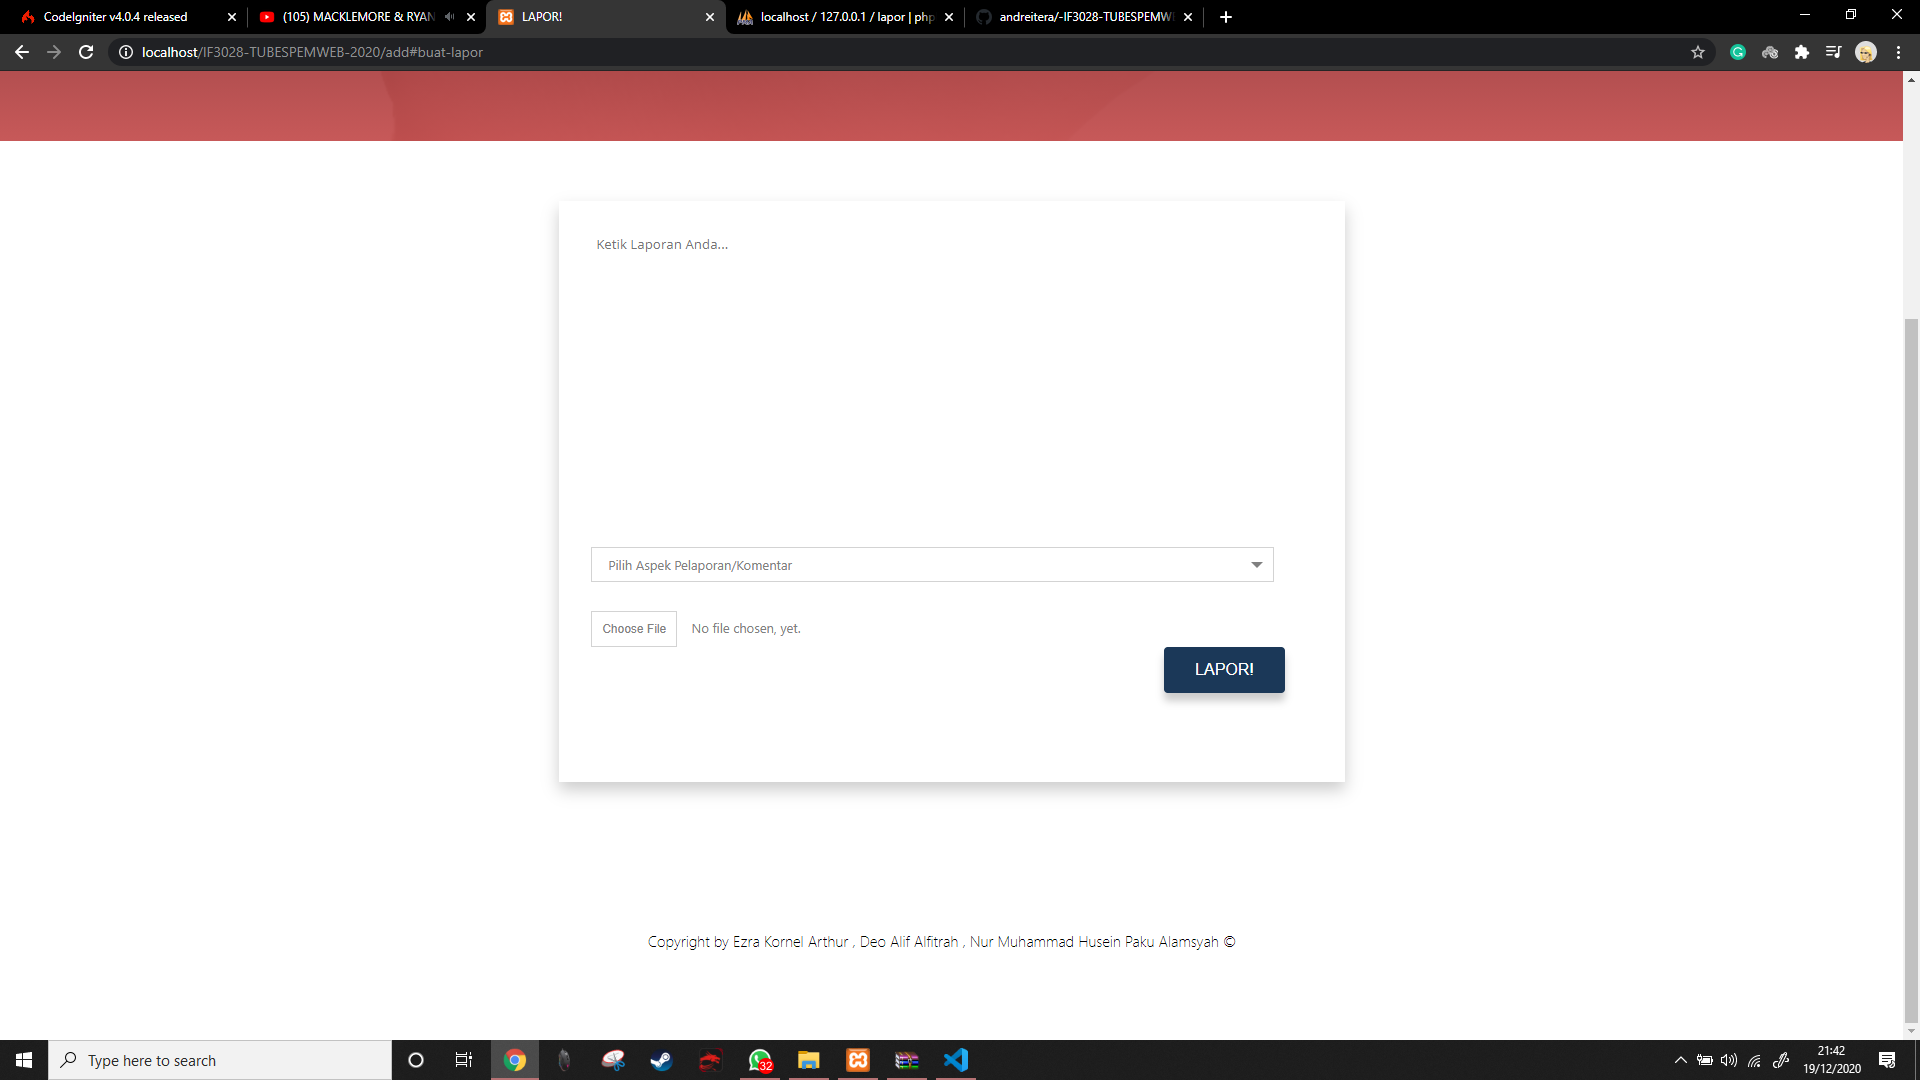 CodeIgniter v4.0.4 released
(105) MACKLEMORE & RYAN
LAPOR!
localhost / 127.0.0.1 / lapor | php
andreitera/-IF3028-TUBESPEMW
localhost/IF3028-TUBESPEMWEB-2020/add#buat-lapor
Ketik Laporan Anda...
Pilih Aspek Pelaporan/Komentar
Choose File
No file chosen, yet.
LAPOR!
Copyright by Ezra Kornel Arthur , Deo Alif Alfitrah , Nur Muhammad Husein Paku Alamsyah ©
Type here to search
32
21:42
19/12/2020